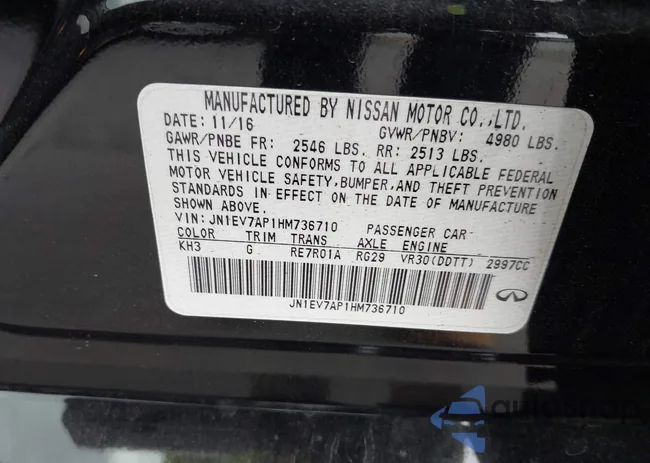 MANUFACTURED BY NISSAN MOTOR CO.,LTD.
DATE: 11/16 GVWR/PNBV: 4980 LBS.
GAWR/PNBE FR: 2546 LBS. RR: 2513 LBS.
THIS VEHICLE CONFORMS TO ALL APPLICABLE FEDERAL
MOTOR VEHICLE SAFETY, BUMPER, AND THEFT PREVENTION
STANDARDS IN EFFECT ON THE DATE OF MANUFACTURE
SHOWN ABOVE.
VIN: JN1EV7AP1HM736710 PASSENGER CAR
COLOR TRIM TRANS AXLE ENGINE
KH3 G RE7R01A RG29 VR30(DDTT) 2997CC
JN1EV7AP1HM736710
autosnap